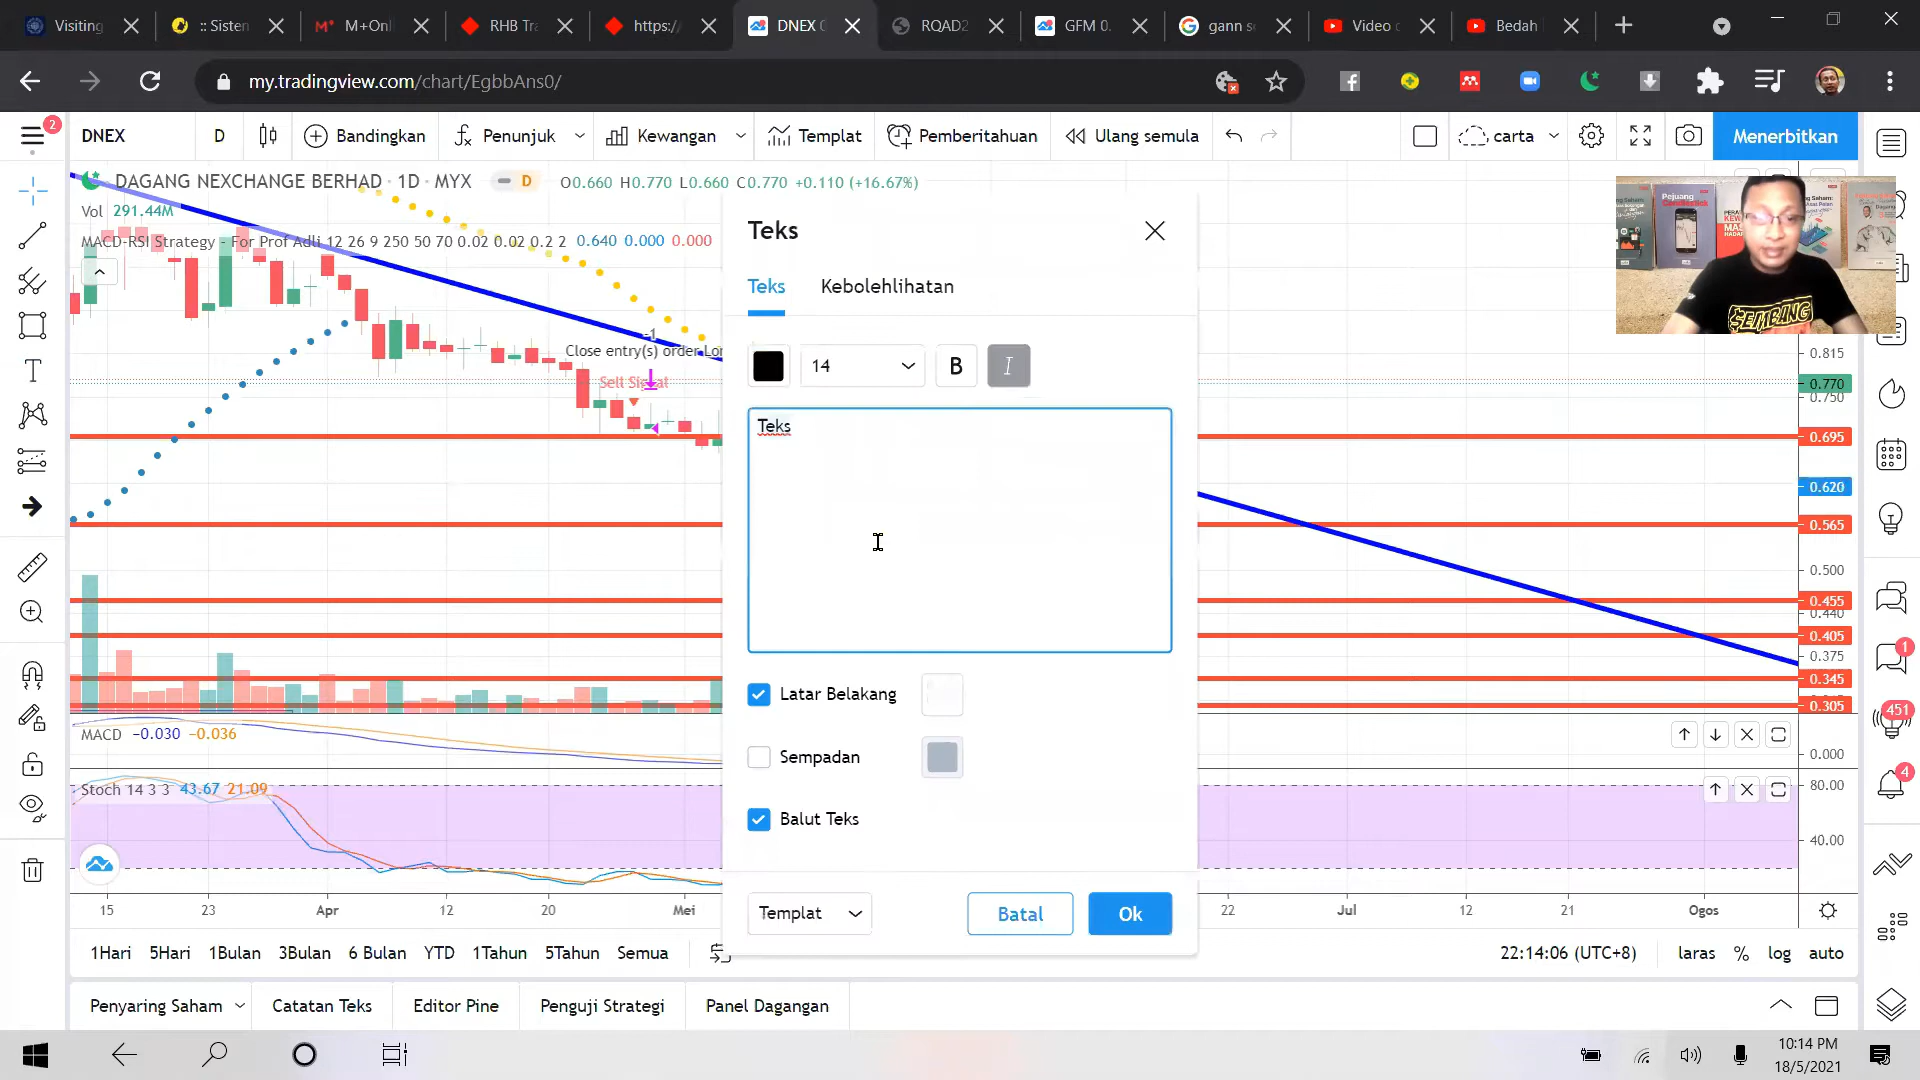 Visiting
:: Sisten
M+Onl
RHB Tr
https:/
DNEX
RQAD2
GFM 0.
gann s
Video
Bedah
my.tradingview.com/chart/EgbbAns0/
2
DNEX
D
Bandingkan
Penunjuk
Kewangan
Templat
Pemberitahuan
Ulang semula
carta
Menerbitkan
DAGANG NEXCHANGE BERHAD · 1D · MYX
D
O0.660 H0.770 L0.660 C0.770 +0.110 (+16.67%)
Vol 291.44M
MACD-RSI Strategy - For Prof Adli 12 26 9 250 50 70 0.02 0.02 0.2 2 0.640 0.000 0.000
-1
Close entry(s) order Lon
Sell Signal
Teks
Teks
Kebolehlihatan
14
B
I
Teks
Latar Belakang
Sempadan
Balut Teks
Templat
Batal
Ok
Pejuang
Candlestick
SEMBANG
0.815
0.770
0.750
0.695
0.620
0.565
0.500
0.455
0.440
0.405
0.375
0.345
0.305
MACD -0.030 -0.036
0.000
Stoch 14 3 3 43.67 21.09
80.00
40.00
15
23
Apr
12
20
Mei
22
Jul
12
21
Ogos
1Hari
5Hari
1Bulan
3Bulan
6 Bulan
YTD
1Tahun
5Tahun
Semua
22:14:06 (UTC+8)
laras
%
log
auto
Penyaring Saham
Catatan Teks
Editor Pine
Penguji Strategi
Panel Dagangan
1
451
4
10:14 PM
18/5/2021